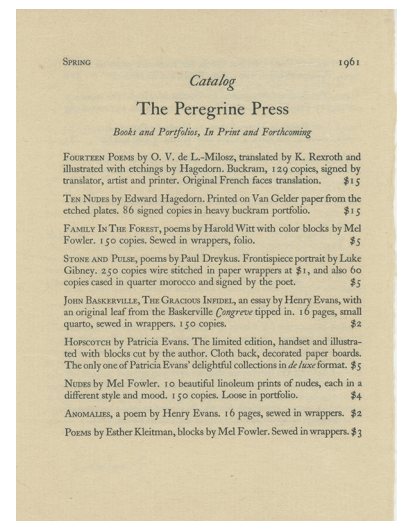 SPRING 1961
Catalog
The Peregrine Press
Books and Portfolios, In Print and Forthcoming
FOURTEEN POEMS by O. V. de L.-Milosz, translated by K. Rexroth and
illustrated with etchings by Hagedorn. Buckram, 129 copies, signed by
translator, artist and printer. Original French faces translation. $15
TEN NUDES by Edward Hagedorn. Printed on Van Gelder paper from the
etched plates. 86 signed copies in heavy buckram portfolio. $15
FAMILY IN THE FOREST, poems by Harold Witt with color blocks by Mel
Fowler. 150 copies. Sewed in wrappers, folio. $5
STONE AND PULSE, poems by Paul Dreykus. Frontispiece portrait by Luke
Gibney. 250 copies wire stitched in paper wrappers at $1, and also 60
copies cased in quarter morocco and signed by the poet. $5
JOHN BASKERVILLE, THE GRACIOUS INFIDEL, an essay by Henry Evans, with
an original leaf from the Baskerville Congreve tipped in. 16 pages, small
quarto, sewed in wrappers. 150 copies. $2
HOPSCOTCH by Patricia Evans. The limited edition, handset and illustra-
ted with blocks cut by the author. Cloth back, decorated paper boards.
The only one of Patricia Evans' delightful collections in de luxe format. $5
NUDES by Mel Fowler. 10 beautiful linoleum prints of nudes, each in a
different style and mood. 150 copies. Loose in portfolio. $4
ANOMALIES, a poem by Henry Evans. 16 pages, sewed in wrappers. $2
POEMS by Esther Kleitman, blocks by Mel Fowler. Sewed in wrappers. $3